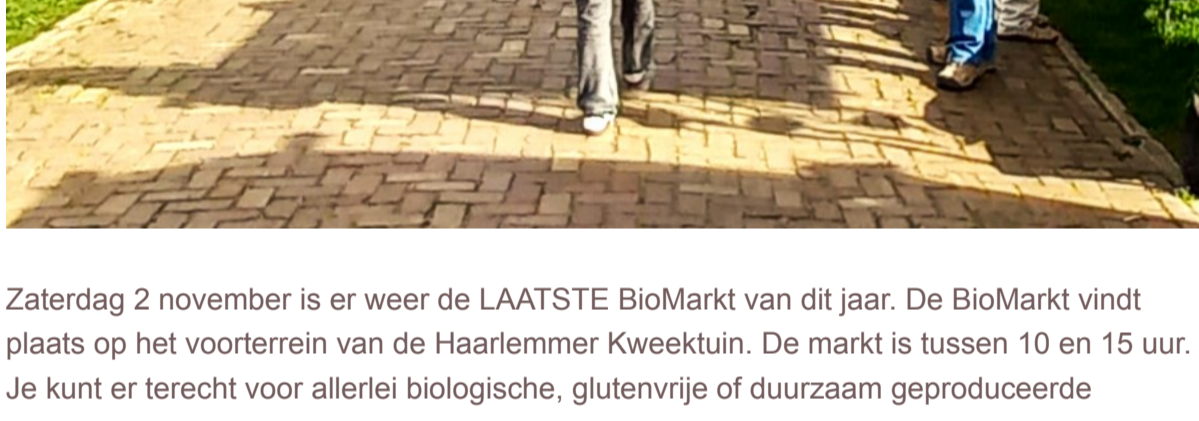 Zaterdag 2 november is er weer de LAATSTE BioMarkt van dit jaar. De BioMarkt vindt
plaats op het voorterrein van de Haarlemmer Kweektuin. De markt is tussen 10 en 15 uur.
Je kunt er terecht voor allerlei biologische, glutenvrije of duurzaam geproduceerde